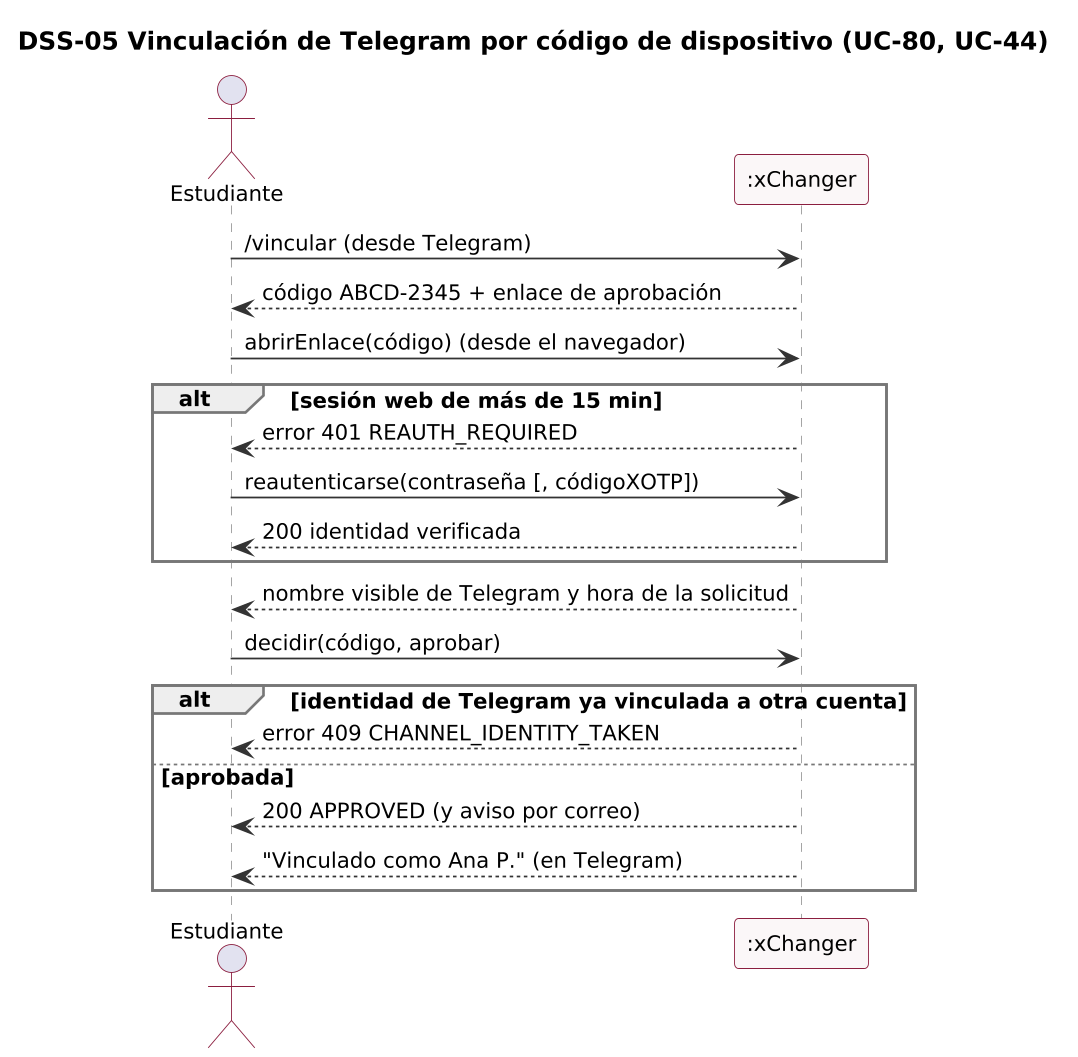 DSS-05 Vinculación de Telegram por código de dispositivo (UC-80, UC-44)
Estudiante
:xChanger
/vincular (desde Telegram)
código ABCD-2345 + enlace de aprobación
abrirEnlace(código) (desde el navegador)
alt [sesión web de más de 15 min]
error 401 REAUTH_REQUIRED
reautenticarse(contraseña [, códigoXOTP])
200 identidad verificada
nombre visible de Telegram y hora de la solicitud
decidir(código, aprobar)
alt [identidad de Telegram ya vinculada a otra cuenta]
error 409 CHANNEL_IDENTITY_TAKEN
[aprobada]
200 APPROVED (y aviso por correo)
"Vinculado como Ana P." (en Telegram)
Estudiante
:xChanger